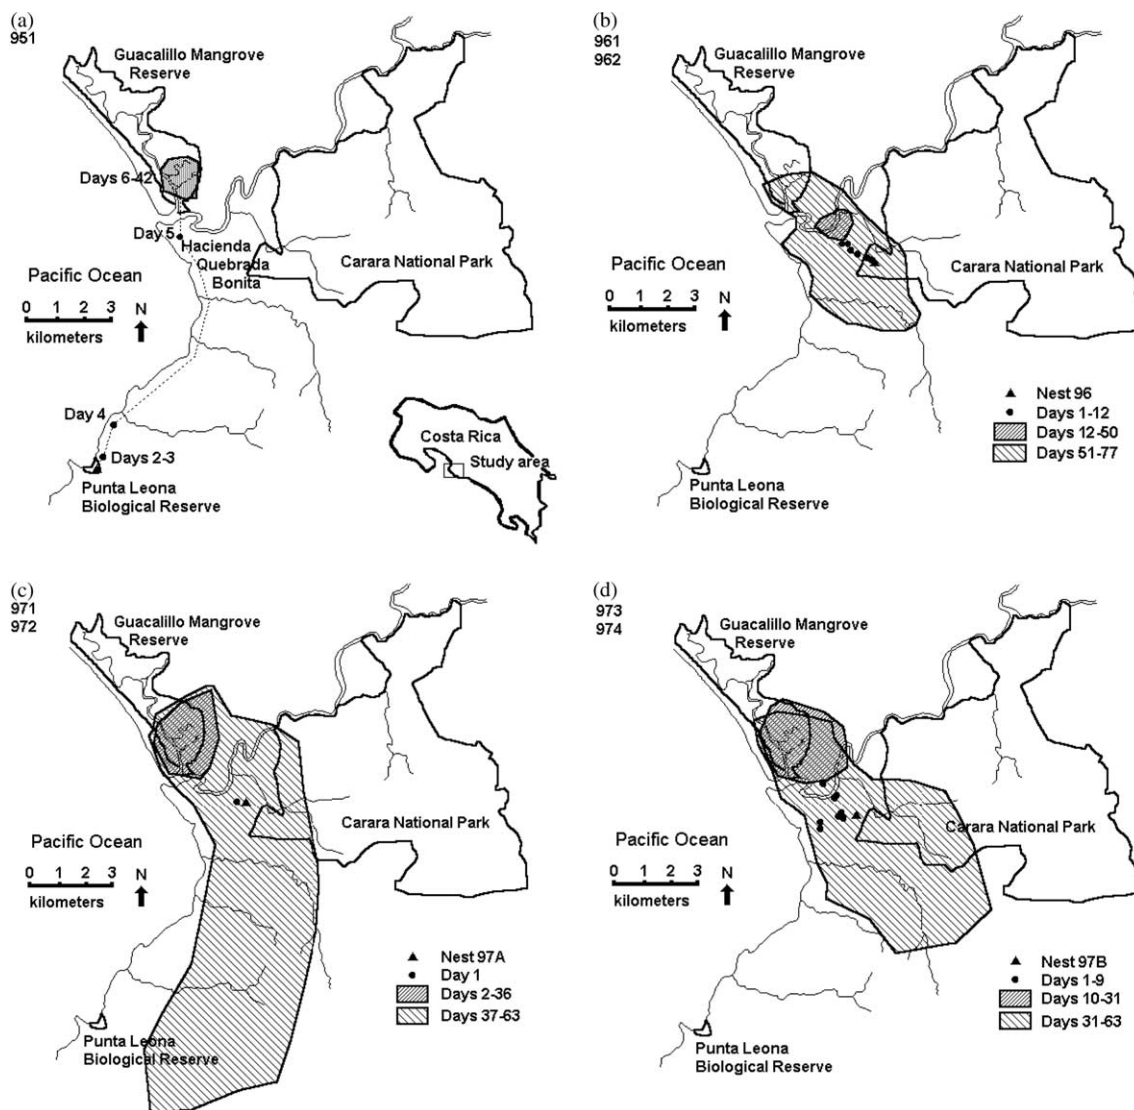 (a)
951
Guacalillo Mangrove
Reserve
Days 6-42
Day 5
Hacienda
Quebrada
Bonita
Carara National Park
Pacific Ocean
0 1 2 3
kilometers
N
Day 4
Days 2-3
Punta Leona
Biological Reserve
Costa Rica
Study area
(b)
961
962
Guacalillo Mangrove
Reserve
Carara National Park
Pacific Ocean
0 1 2 3
kilometers
N
Nest 96
Days 1-12
Days 12-50
Days 51-77
Punta Leona
Biological Reserve
(c)
971
972
Guacalillo Mangrove
Reserve
Carara National Park
Pacific Ocean
0 1 2 3
kilometers
N
Nest 97A
Day 1
Days 2-36
Days 37-63
Punta Leona
Biological Reserve
(d)
973
974
Guacalillo Mangrove
Reserve
Carara National Park
Pacific Ocean
0 1 2 3
kilometers
N
Nest 97B
Days 1-9
Days 10-31
Days 31-63
Punta Leona
Biological Reserve